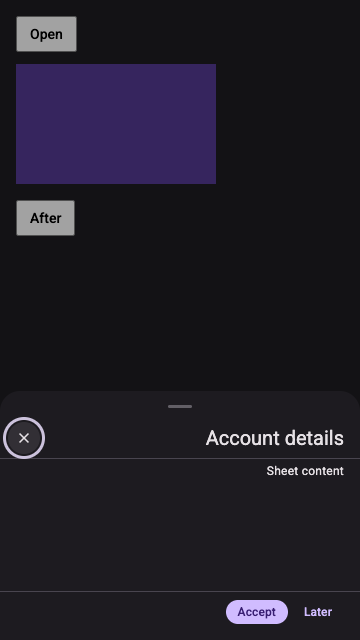 Open
After
Account details
Sheet content
Accept
Later